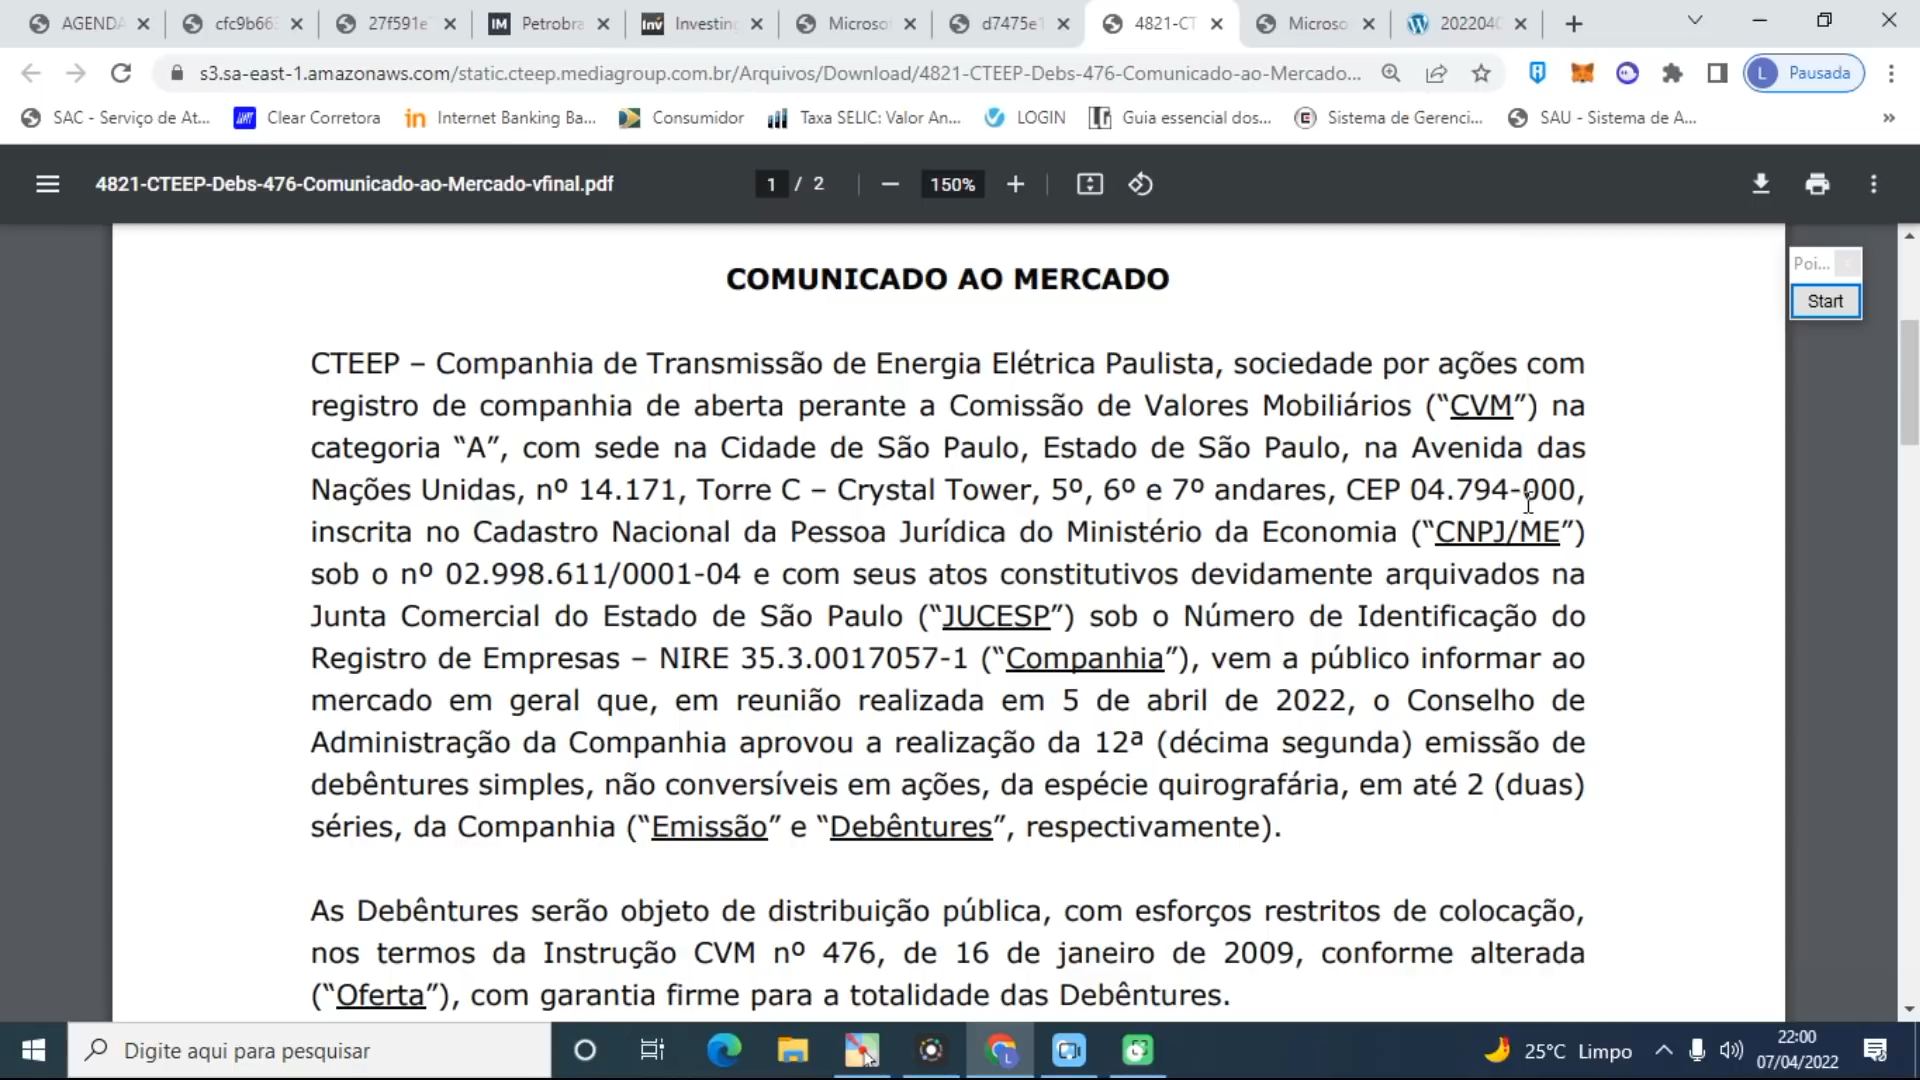 AGENDA
cfc9b663
27f591e
IM Petrobra
Inv Investing
Microsof
d7475e1
4821-CT
Microso
202204
s3.sa-east-1.amazonaws.com/static.cteep.mediagroup.com.br/Arquivos/Download/4821-CTEEP-Debs-476-Comunicado-ao-Mercado...
L Pausada
SAC - Serviço de At...
Clear Corretora
in Internet Banking Ba...
Consumidor
Taxa SELIC: Valor An...
LOGIN
Guia essencial dos...
Sistema de Gerenci...
SAU - Sistema de A...
»
4821-CTEEP-Debs-476-Comunicado-ao-Mercado-vfinal.pdf
1 / 2
150%
Poi...
Start
COMUNICADO AO MERCADO
CTEEP – Companhia de Transmissão de Energia Elétrica Paulista, sociedade por ações com
registro de companhia de aberta perante a Comissão de Valores Mobiliários (“CVM”) na
categoria “A”, com sede na Cidade de São Paulo, Estado de São Paulo, na Avenida das
Nações Unidas, nº 14.171, Torre C – Crystal Tower, 5º, 6º e 7º andares, CEP 04.794-000,
inscrita no Cadastro Nacional da Pessoa Jurídica do Ministério da Economia (“CNPJ/ME”)
sob o nº 02.998.611/0001-04 e com seus atos constitutivos devidamente arquivados na
Junta Comercial do Estado de São Paulo (“JUCESP”) sob o Número de Identificação do
Registro de Empresas – NIRE 35.3.0017057-1 (“Companhia”), vem a público informar ao
mercado em geral que, em reunião realizada em 5 de abril de 2022, o Conselho de
Administração da Companhia aprovou a realização da 12ª (décima segunda) emissão de
debêntures simples, não conversíveis em ações, da espécie quirografária, em até 2 (duas)
séries, da Companhia (“Emissão” e “Debêntures”, respectivamente).
As Debêntures serão objeto de distribuição pública, com esforços restritos de colocação,
nos termos da Instrução CVM nº 476, de 16 de janeiro de 2009, conforme alterada
(“Oferta”), com garantia firme para a totalidade das Debêntures.
Digite aqui para pesquisar
25°C Limpo
22:00
07/04/2022